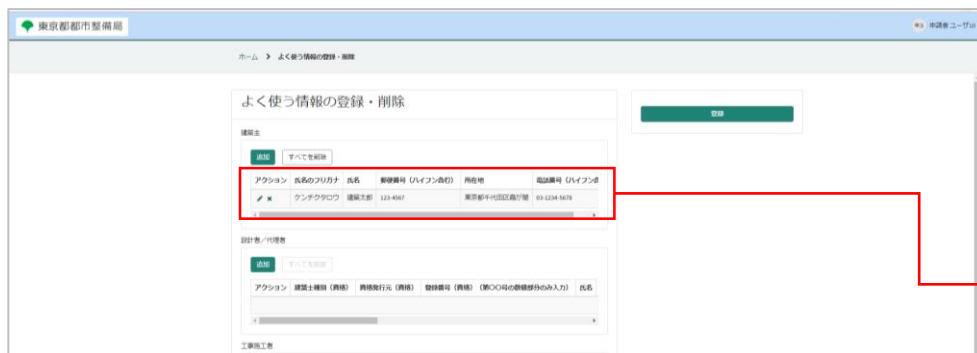 東京都都市整備局
申請者ユーザ
ホーム > よく使う情報の登録・削除
よく使う情報の登録・削除
登録
建築主
追加 すべてを削除
アクション 氏名のフリガナ 氏名 郵便番号（ハイフン含む） 所在地 電話番号（ハイフン含
ケンチクタロウ 建築太郎 123-4567 東京都千代田区霞が関 03-1234-5678
設計者／代理者
追加 すべてを削除
アクション 建築士種別（資格） 資格発行元（資格） 登録番号（資格）（第〇〇号の数値部分のみ入力） 氏名
工事施工者